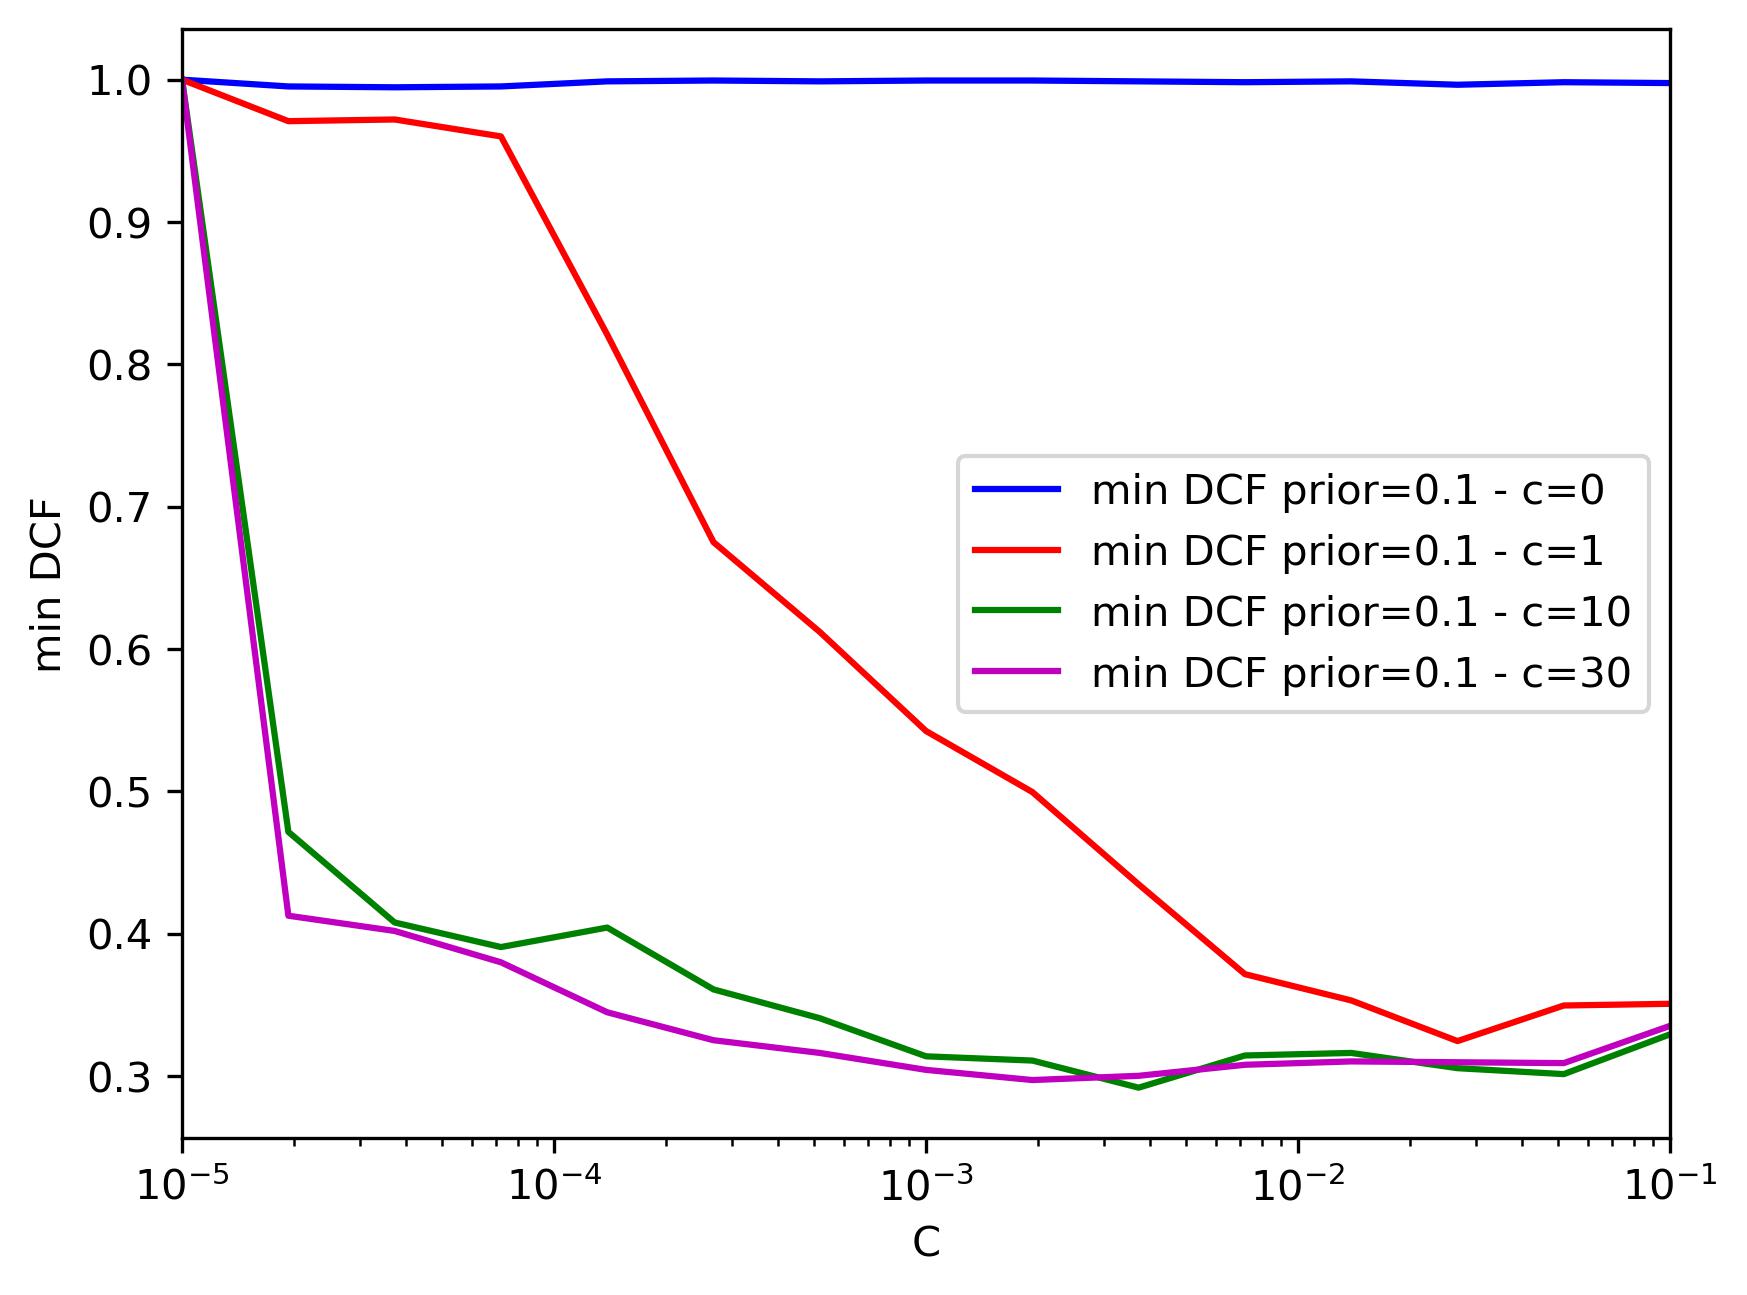 1.0
0.9
0.8
0.7
0.6
0.5
0.4
0.3
min DCF
min DCF prior=0.1 - c=0
min DCF prior=0.1 - c=1
min DCF prior=0.1 - c=10
min DCF prior=0.1 - c=30
10⁻⁵ 10⁻⁴ 10⁻³ 10⁻² 10⁻¹
C